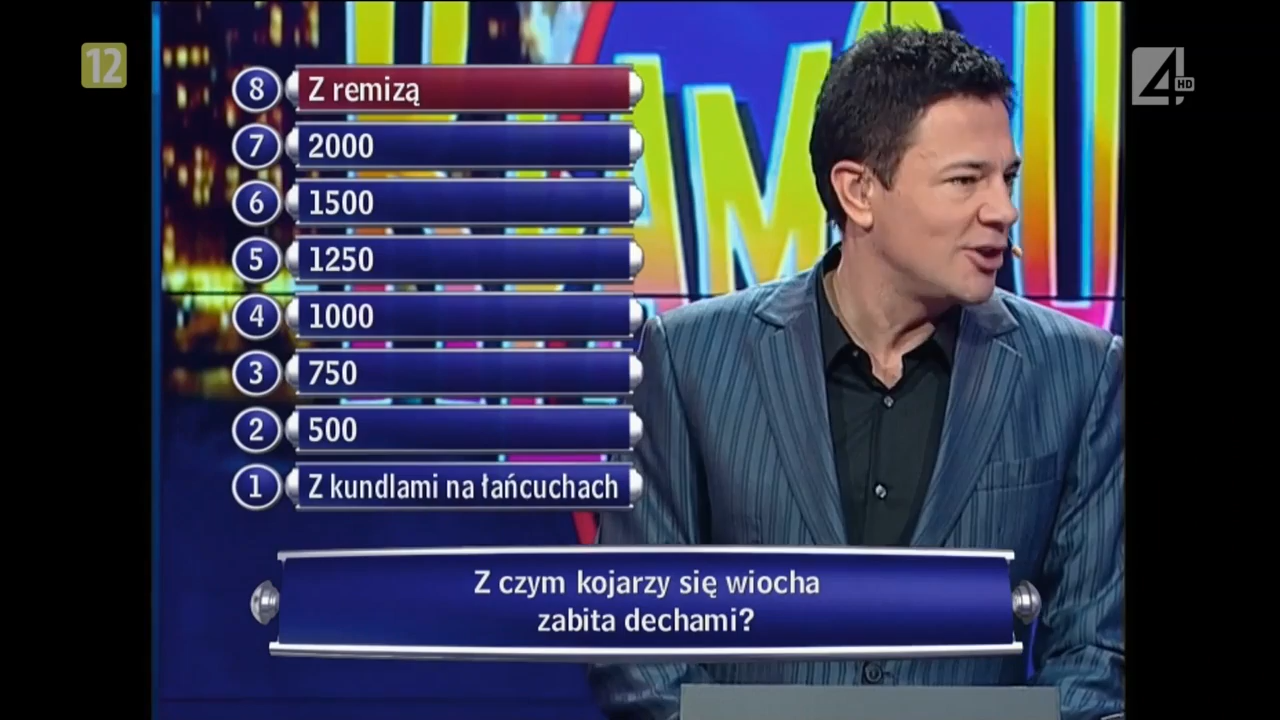 12
4
HD
8 Z remizą
7 2000
6 1500
5 1250
4 1000
3 750
2 500
1 Z kundlami na łańcuchach
Z czym kojarzy się wiocha
zabita dechami?